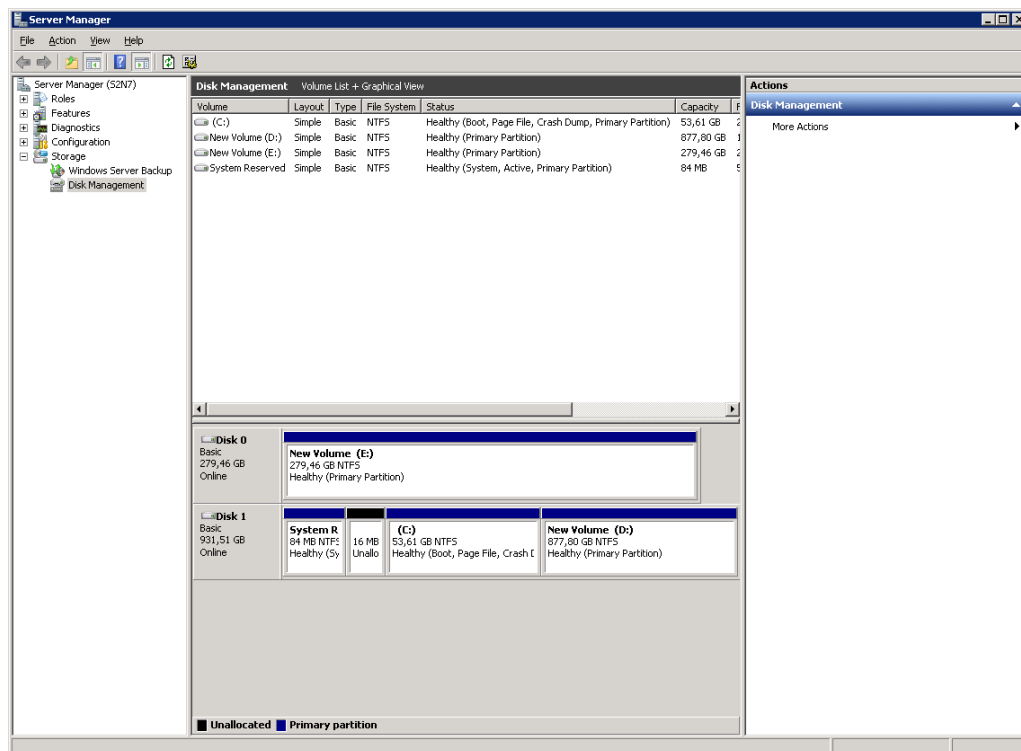 Server Manager
File Action View Help
Server Manager (S2N7)
Roles
Features
Diagnostics
Configuration
Storage
Windows Server Backup
Disk Management
Disk Management Volume List + Graphical View
Volume Layout Type File System Status Capacity F
(C:) Simple Basic NTFS Healthy (Boot, Page File, Crash Dump, Primary Partition) 53,61 GB 2
New Volume (D:) Simple Basic NTFS Healthy (Primary Partition) 877,80 GB 1
New Volume (E:) Simple Basic NTFS Healthy (Primary Partition) 279,46 GB 2
System Reserved Simple Basic NTFS Healthy (System, Active, Primary Partition) 84 MB 5
Disk 0
Basic
279,46 GB
Online
New Volume (E:)
279,46 GB NTFS
Healthy (Primary Partition)
Disk 1
Basic
931,51 GB
Online
System R
84 MB NTFS
Healthy (Sy
16 MB
Unallo
(C:)
53,61 GB NTFS
Healthy (Boot, Page File, Crash D
New Volume (D:)
877,80 GB NTFS
Healthy (Primary Partition)
Unallocated Primary partition
Actions
Disk Management
More Actions